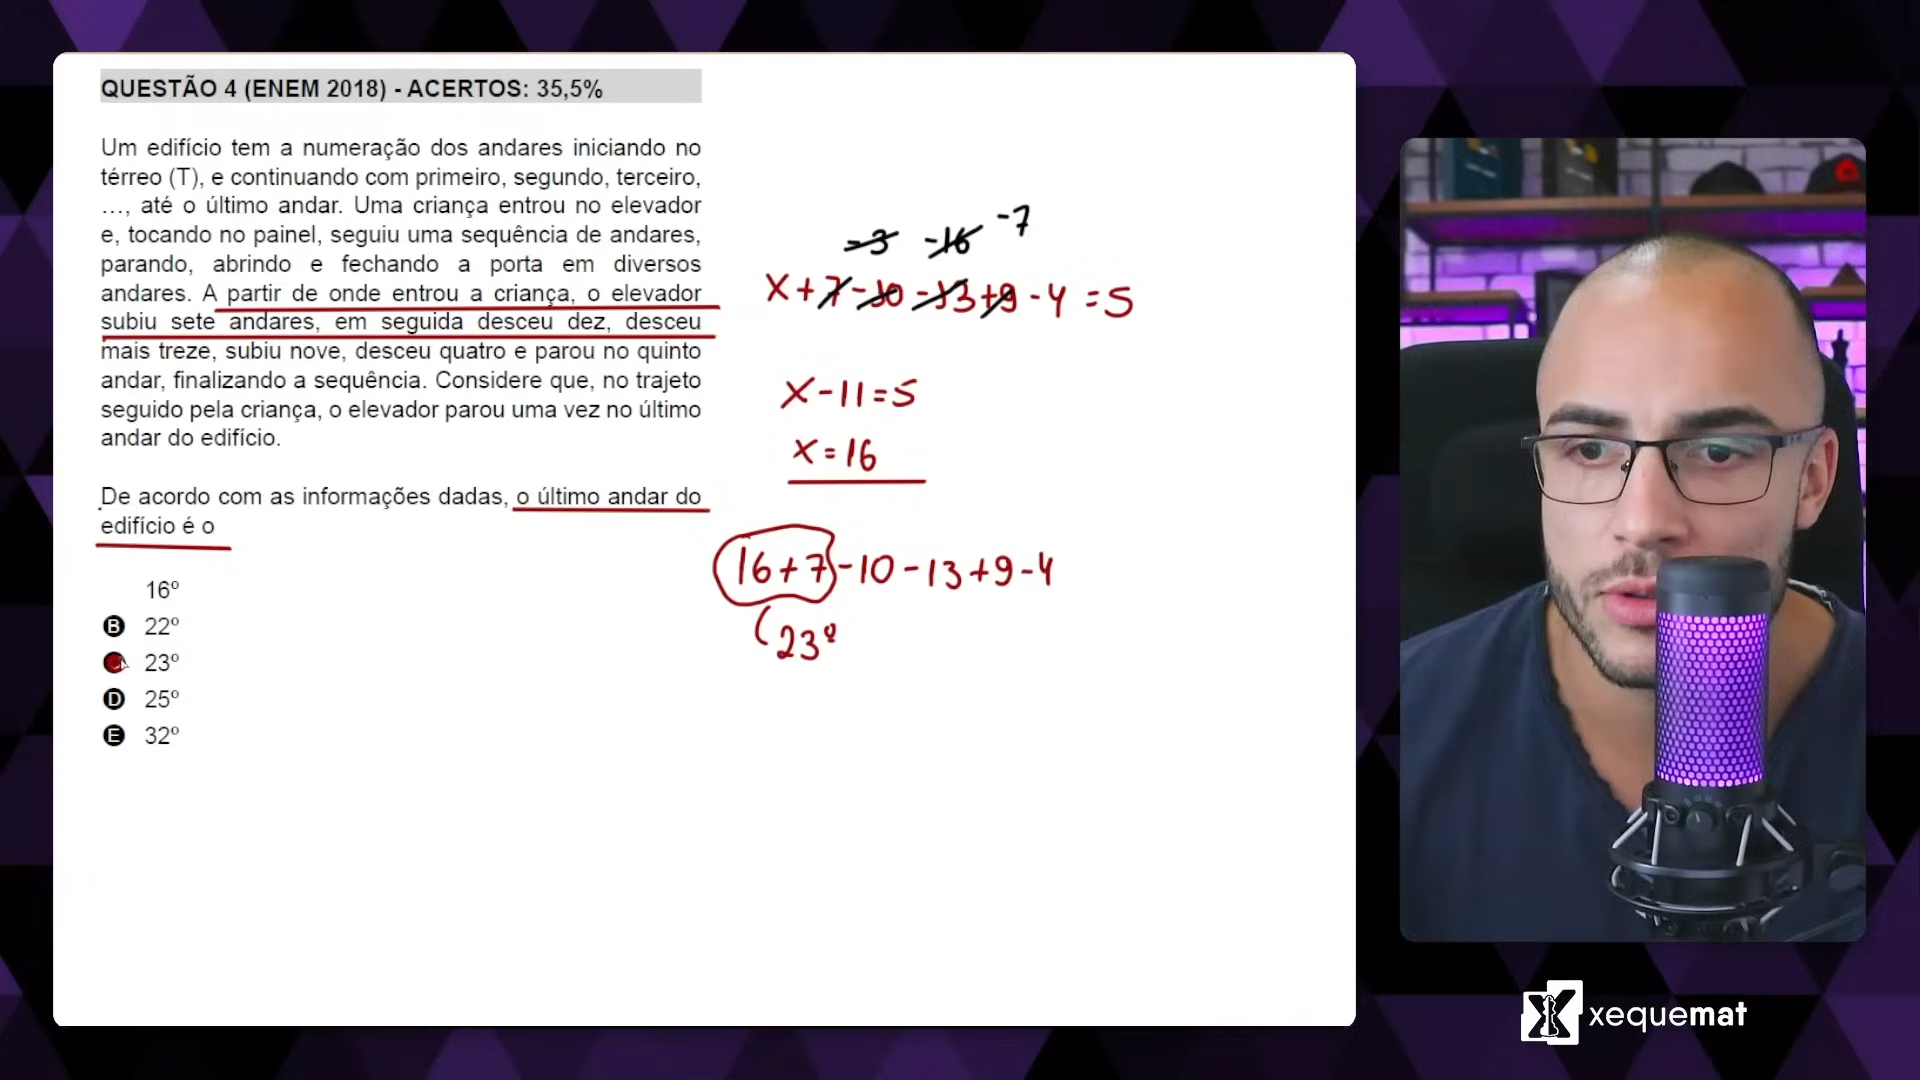 QUESTÃO 4 (ENEM 2018) - ACERTOS: 35,5%
Um edifício tem a numeração dos andares iniciando no
térreo (T), e continuando com primeiro, segundo, terceiro,
…, até o último andar. Uma criança entrou no elevador
e, tocando no painel, seguiu uma sequência de andares,
parando, abrindo e fechando a porta em diversos
andares. A partir de onde entrou a criança, o elevador
subiu sete andares, em seguida desceu dez, desceu
mais treze, subiu nove, desceu quatro e parou no quinto
andar, finalizando a sequência. Considere que, no trajeto
seguido pela criança, o elevador parou uma vez no último
andar do edifício.
De acordo com as informações dadas, o último andar do
edifício é o
16º
B 22º
23º
D 25º
E 32º
-3 -16 -7
x+7-10-13+9-4=5
x-11=5
x=16
16+7-10-13+9-4
23º
xequemat